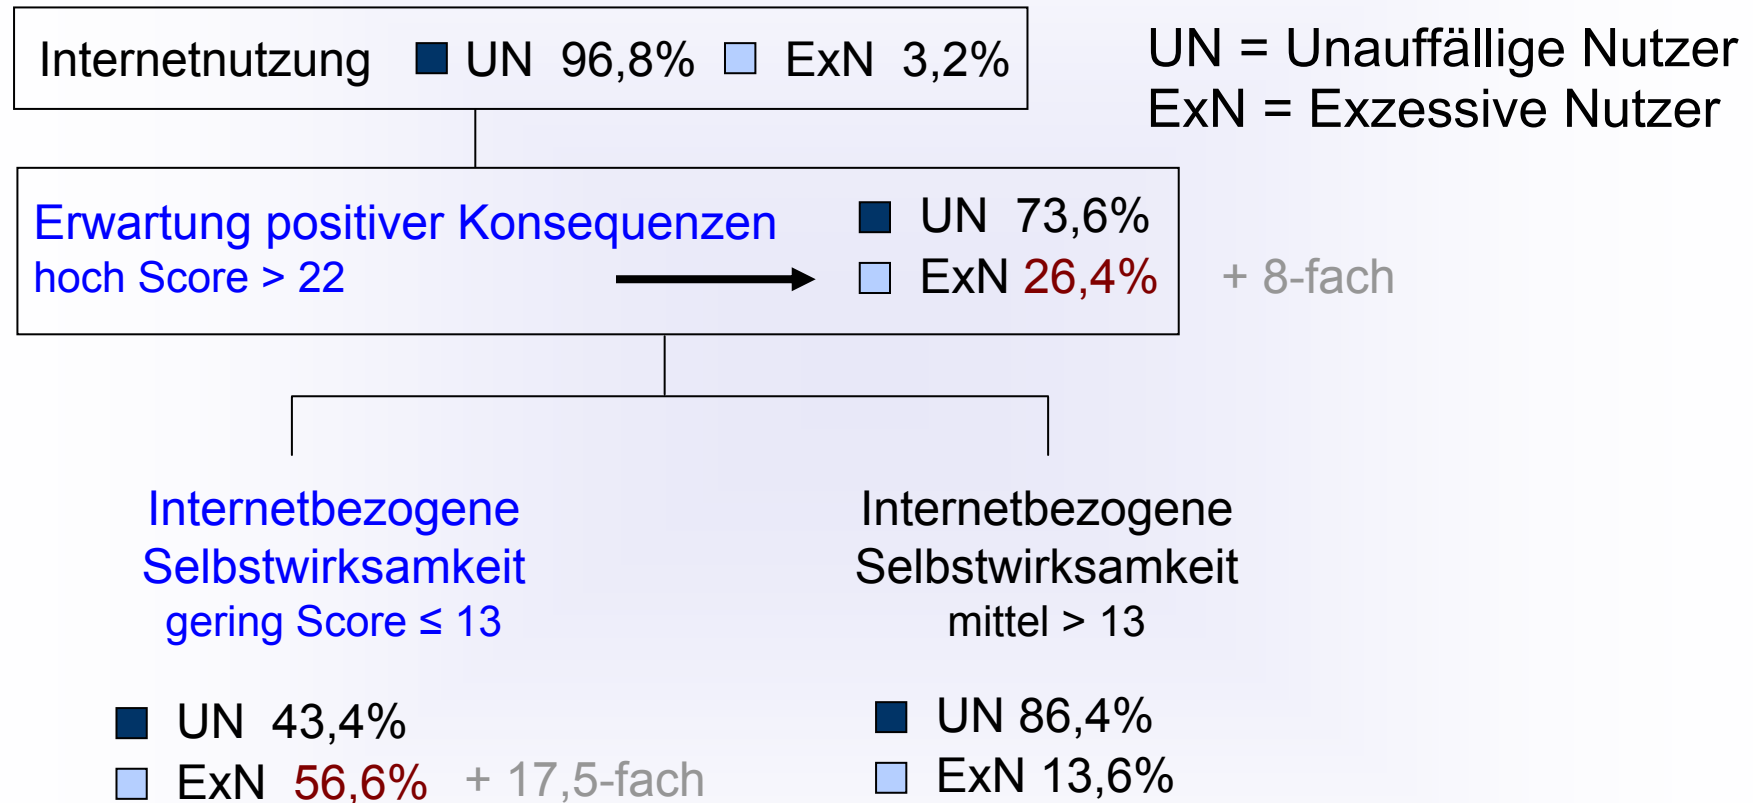 Internetnutzung UN 96,8% ExN 3,2%
UN = Unauffällige Nutzer
ExN = Exzessive Nutzer
Erwartung positiver Konsequenzen
hoch Score > 22
UN 73,6%
ExN 26,4%
+ 8-fach
Internetbezogene
Selbstwirksamkeit
gering Score ≤ 13
UN 43,4%
ExN 56,6% + 17,5-fach
Internetbezogene
Selbstwirksamkeit
mittel > 13
UN 86,4%
ExN 13,6%